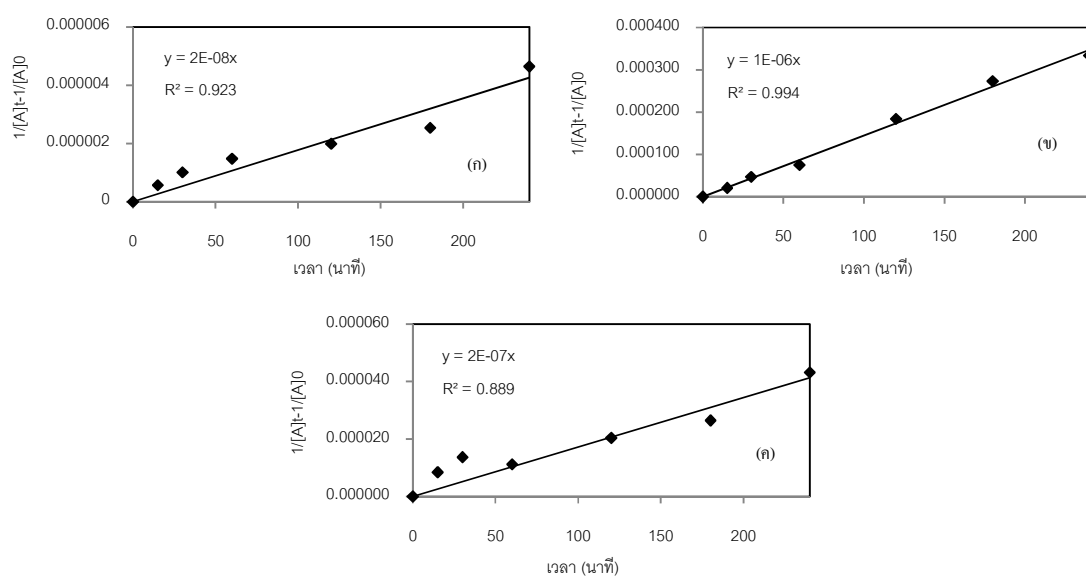 0.000006
0.000004
0.000002
0
1/[A]t-1/[A]0
y = 2E-08x
R² = 0.923
(ก)
0 50 100 150 200
เวลา (นาที)
0.000400
0.000300
0.000200
0.000100
0.000000
1/[A]t-1/[A]0
y = 1E-06x
R² = 0.994
(ข)
0 50 100 150 200
เวลา (นาที)
0.000060
0.000040
0.000020
0.000000
1/[A]t-1/[A]0
y = 2E-07x
R² = 0.889
(ค)
0 50 100 150 200
เวลา (นาที)